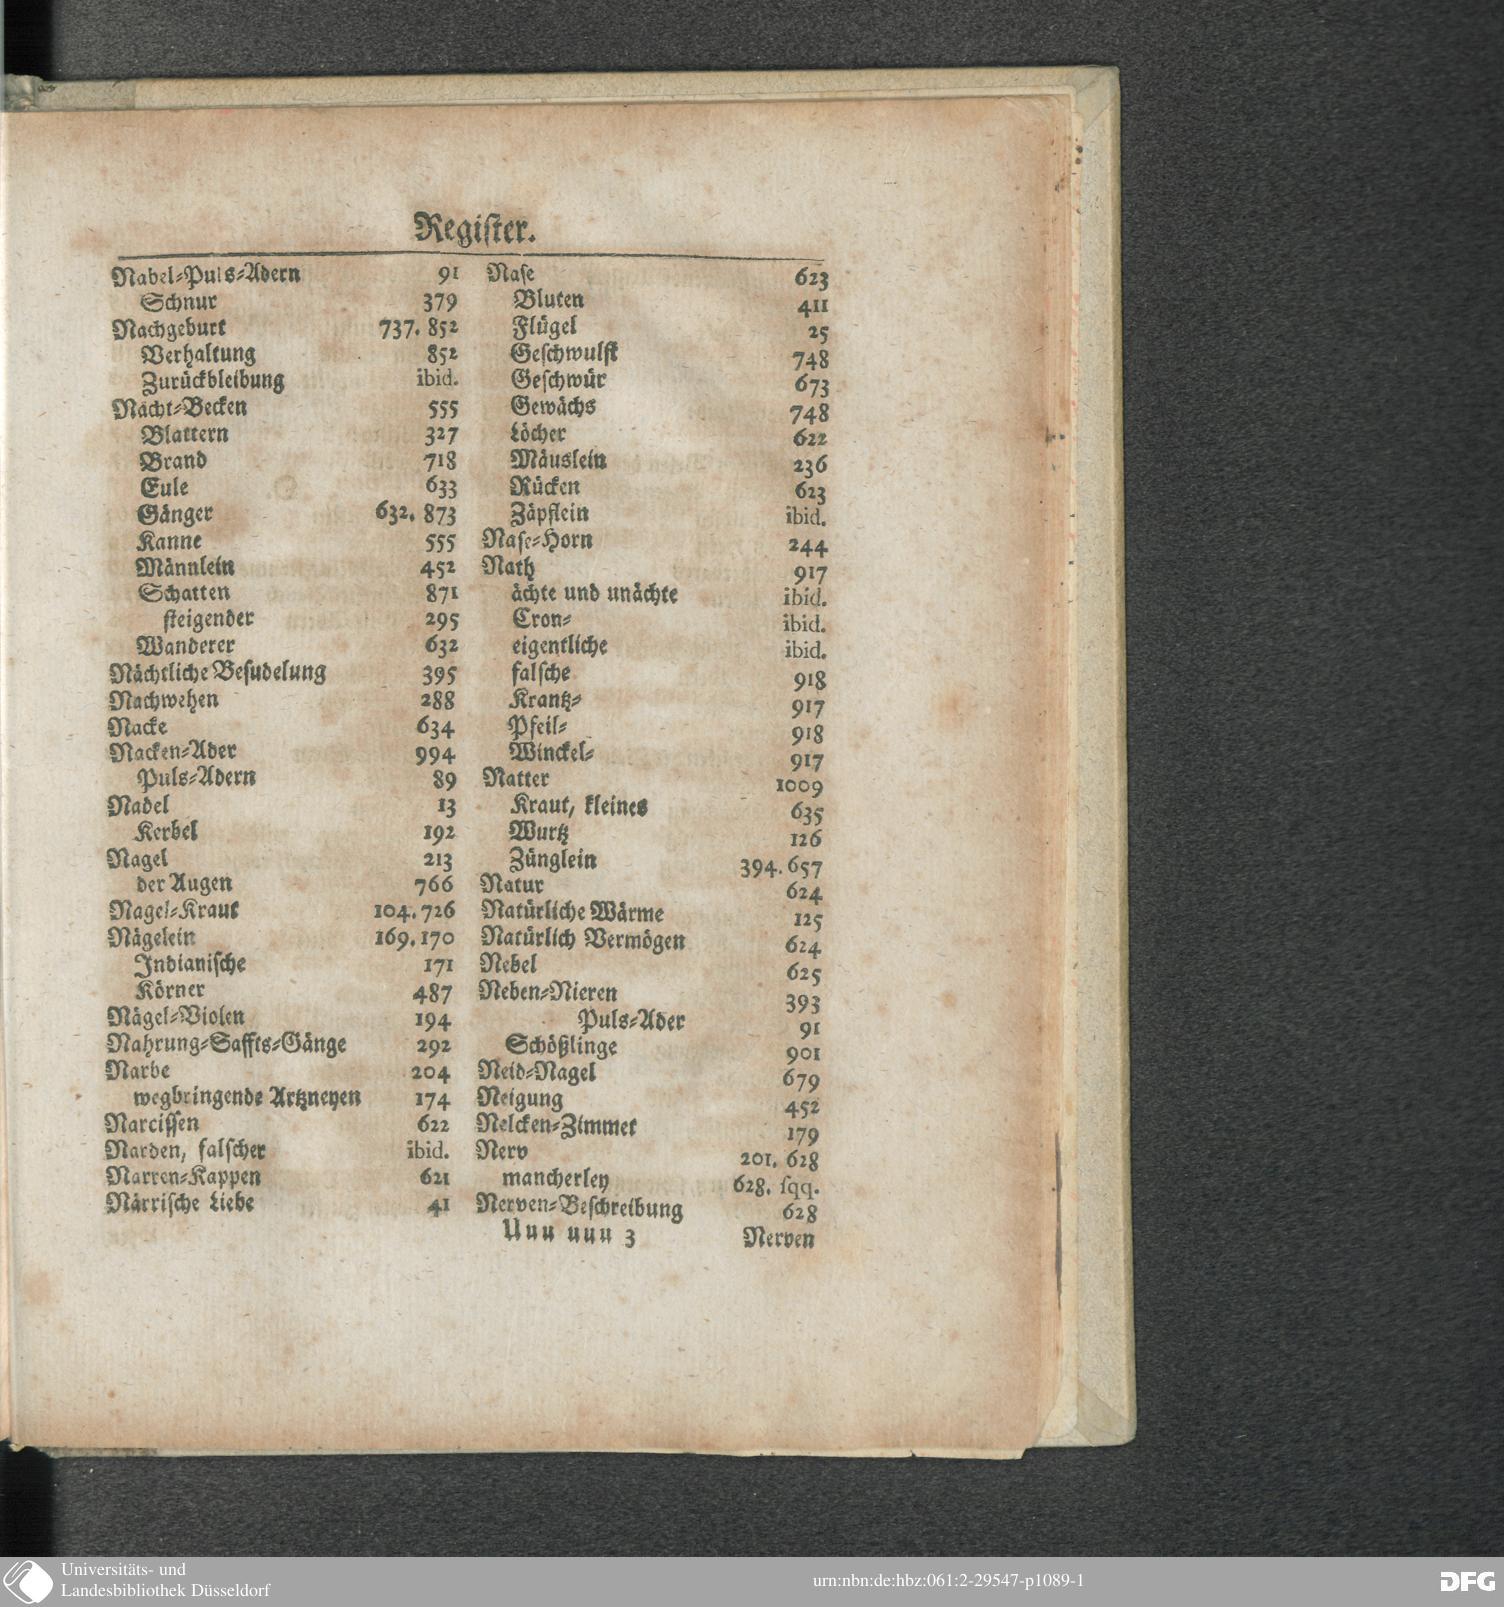 Regiſter.
Nabel-Puls-Adern 91
Schnur 379
Nachgeburt 737. 852
Verhaltung 852
Zurückbleibung ibid.
Nacht-Becken 555
Blattern 327
Brand 718
Eule 633
Gänger 632. 873
Kanne 555
Männlein 452
Schatten 871
ſteigender 295
Wanderer 632
Nächtliche Beſudelung 395
Nachwehen 288
Nacke 634
Nacken-Ader 994
Puls-Adern 89
Nadel 13
Kerbel 192
Nagel 213
der Augen 766
Nagel-Kraut 104. 726
Nägelein 169. 170
Indianiſche 171
Körner 487
Nägel-Violen 194
Nahrung-Saffts-Gänge 292
Narbe 204
wegbringende Artzneyen 174
Narciſſen 622
Narden, falſcher ibid.
Narren-Kappen 621
Närriſche Liebe 41
Naſe 623
Bluten 411
Flügel 25
Geſchwulſt 748
Geſchwür 673
Gewächs 748
Löcher 622
Mäuslein 236
Rücken 623
Zäpflein ibid.
Naſe-Horn 244
Nath 917
ächte und unächte ibid.
Cron- ibid.
eigentliche ibid.
falſche 918
Krantz- 917
Pfeil- 918
Winckel- 917
Natter 1009
Kraut, kleines 635
Wurtz 126
Zünglein 394. 657
Natur 624
Natürliche Wärme 125
Natürlich Vermögen 624
Nebel 625
Neben-Nieren 393
Puls-Ader 91
Schößlinge 901
Neid-Nagel 679
Neigung 452
Nelcken-Zimmet 179
Nerv 201. 628
mancherley 628. ſqq.
Nerven-Beſchreibung 628
Uuu uuu 3 Nerven
Universitäts- und
Landesbibliothek Düsseldorf
urn:nbn:de:hbz:061:2-29547-p1089-1
DFG